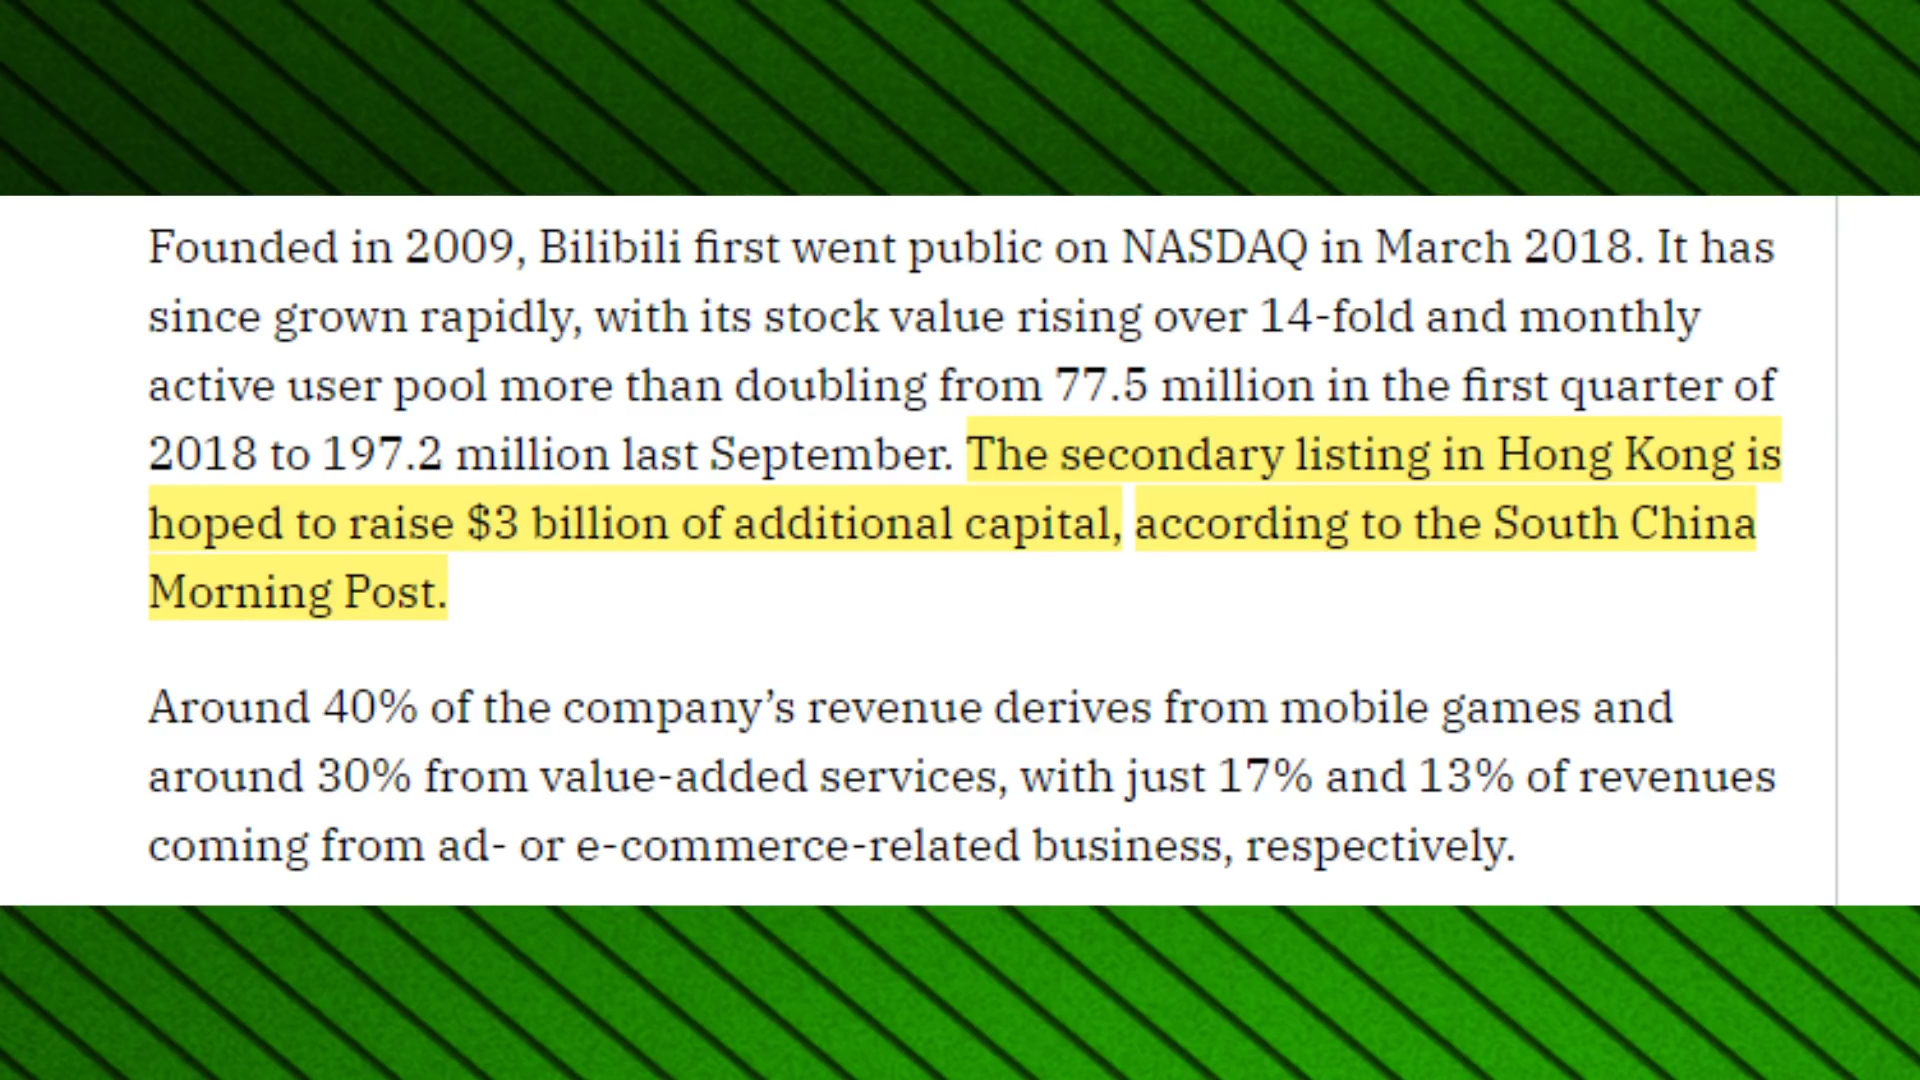 Founded in 2009, Bilibili first went public on NASDAQ in March 2018. It has
since grown rapidly, with its stock value rising over 14-fold and monthly
active user pool more than doubling from 77.5 million in the first quarter of
2018 to 197.2 million last September. The secondary listing in Hong Kong is
hoped to raise $3 billion of additional capital, according to the South China
Morning Post.
Around 40% of the company’s revenue derives from mobile games and
around 30% from value-added services, with just 17% and 13% of revenues
coming from ad- or e-commerce-related business, respectively.